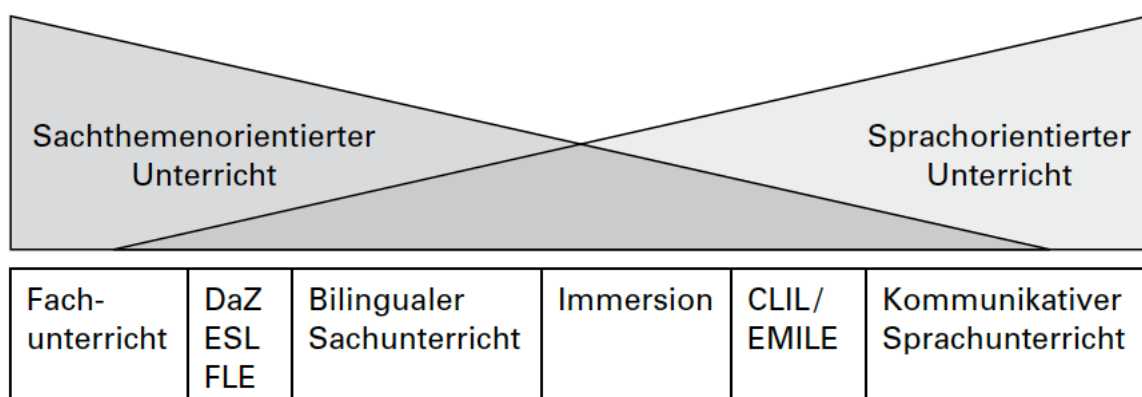 Sachthemenorientierter
Unterricht
Sprachorientierter
Unterricht
Fach-
unterricht
DaZ
ESL
FLE
Bilingualer
Sachunterricht
Immersion
CLIL/
EMILE
Kommunikativer
Sprachunterricht